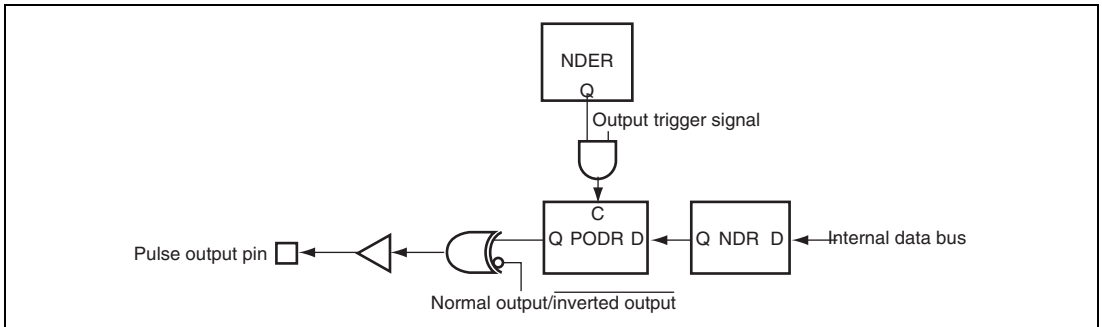 NDER
Q
Output trigger signal
C
Q PODR D
Q NDR D
Internal data bus
Pulse output pin
Normal output/inverted output